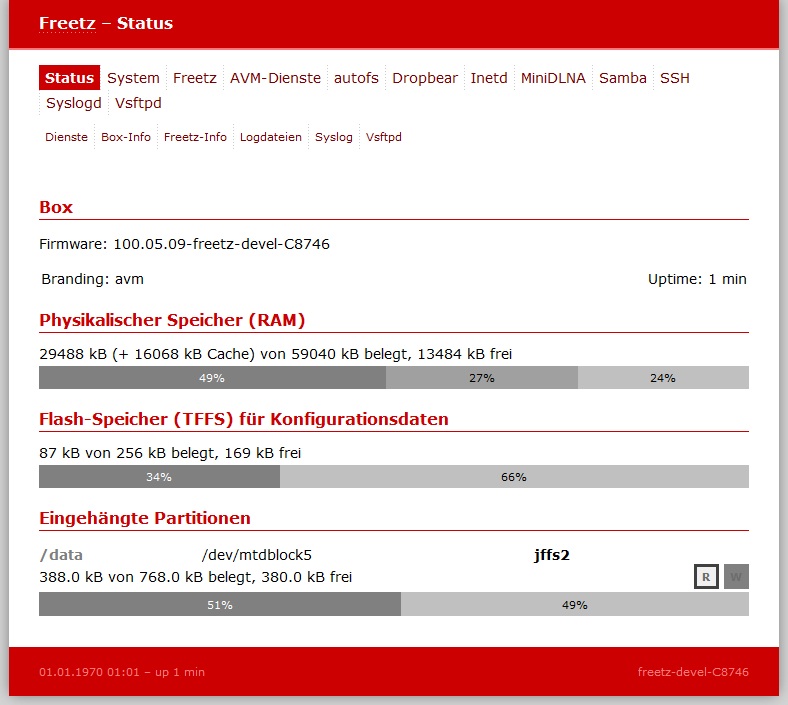 Freetz – Status
Status System Freetz AVM-Dienste autofs Dropbear Inetd MiniDLNA Samba SSH
Syslogd Vsftpd
Dienste Box-Info Freetz-Info Logdateien Syslog Vsftpd
Box
Firmware: 100.05.09-freetz-devel-C8746
Branding: avm Uptime: 1 min
Physikalischer Speicher (RAM)
29488 kB (+ 16068 kB Cache) von 59040 kB belegt, 13484 kB frei
49% 27% 24%
Flash-Speicher (TFFS) für Konfigurationsdaten
87 kB von 256 kB belegt, 169 kB frei
34% 66%
Eingehängte Partitionen
/data /dev/mtdblock5 jffs2
388.0 kB von 768.0 kB belegt, 380.0 kB frei R W
51% 49%
01.01.1970 01:01 – up 1 min freetz-devel-C8746